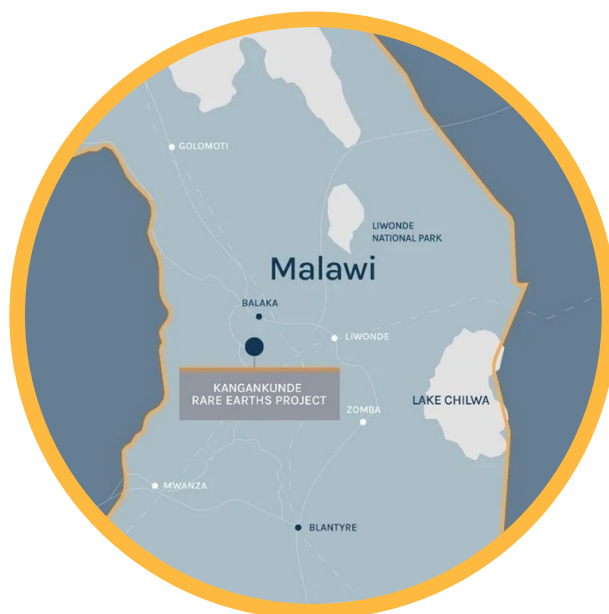 GOLOMOTI
LIWONDE
NATIONAL PARK
Malawi
BALAKA
LIWONDE
KANGANKUNDE
RARE EARTHS PROJECT
LAKE CHILWA
ZOMBA
MWANZA
BLANTYRE